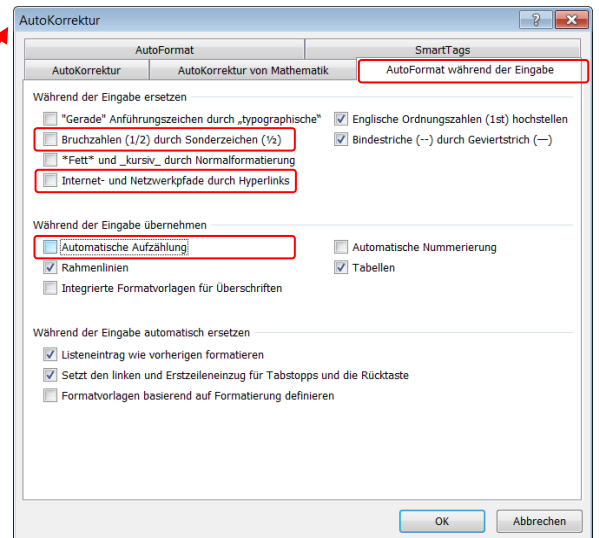 AutoKorrektur
AutoFormat SmartTags
AutoKorrektur AutoKorrektur von Mathematik AutoFormat während der Eingabe
Während der Eingabe ersetzen
"Gerade" Anführungszeichen durch „typographische“ Englische Ordnungszahlen (1st) hochstellen
Bruchzahlen (1/2) durch Sonderzeichen (½) Bindestriche (--) durch Geviertstrich (—)
*Fett* und _kursiv_ durch Normalformatierung
Internet- und Netzwerkpfade durch Hyperlinks
Während der Eingabe übernehmen
Automatische Aufzählung Automatische Nummerierung
Rahmenlinien Tabellen
Integrierte Formatvorlagen für Überschriften
Während der Eingabe automatisch ersetzen
Listeneintrag wie vorherigen formatieren
Setzt den linken und Erstzeileneinzug für Tabstopps und die Rücktaste
Formatvorlagen basierend auf Formatierung definieren
OK Abbrechen